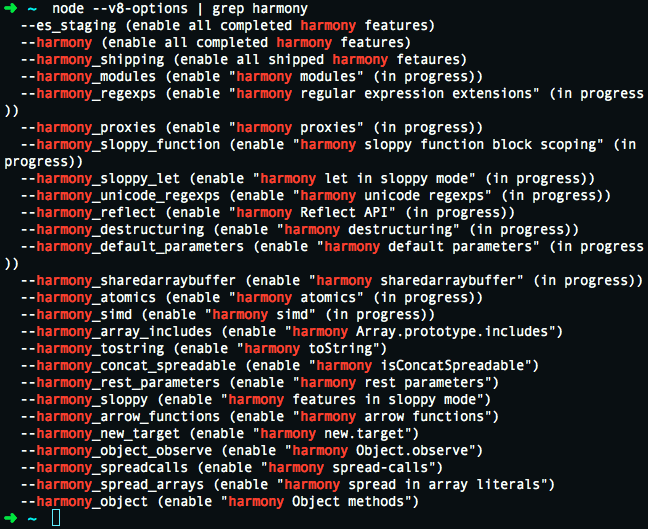 ➜ ~ node --v8-options | grep harmony
--es_staging (enable all completed harmony features)
--harmony (enable all completed harmony features)
--harmony_shipping (enable all shipped harmony fetaures)
--harmony_modules (enable "harmony modules" (in progress))
--harmony_regexps (enable "harmony regular expression extensions" (in progress
))
--harmony_proxies (enable "harmony proxies" (in progress))
--harmony_sloppy_function (enable "harmony sloppy function block scoping" (in
progress))
--harmony_sloppy_let (enable "harmony let in sloppy mode" (in progress))
--harmony_unicode_regexps (enable "harmony unicode regexps" (in progress))
--harmony_reflect (enable "harmony Reflect API" (in progress))
--harmony_destructuring (enable "harmony destructuring" (in progress))
--harmony_default_parameters (enable "harmony default parameters" (in progress
))
--harmony_sharedarraybuffer (enable "harmony sharedarraybuffer" (in progress))
--harmony_atomics (enable "harmony atomics" (in progress))
--harmony_simd (enable "harmony simd" (in progress))
--harmony_array_includes (enable "harmony Array.prototype.includes")
--harmony_tostring (enable "harmony toString")
--harmony_concat_spreadable (enable "harmony isConcatSpreadable")
--harmony_rest_parameters (enable "harmony rest parameters")
--harmony_sloppy (enable "harmony features in sloppy mode")
--harmony_arrow_functions (enable "harmony arrow functions")
--harmony_new_target (enable "harmony new.target")
--harmony_object_observe (enable "harmony Object.observe")
--harmony_spreadcalls (enable "harmony spread-calls")
--harmony_spread_arrays (enable "harmony spread in array literals")
--harmony_object (enable "harmony Object methods")
➜ ~